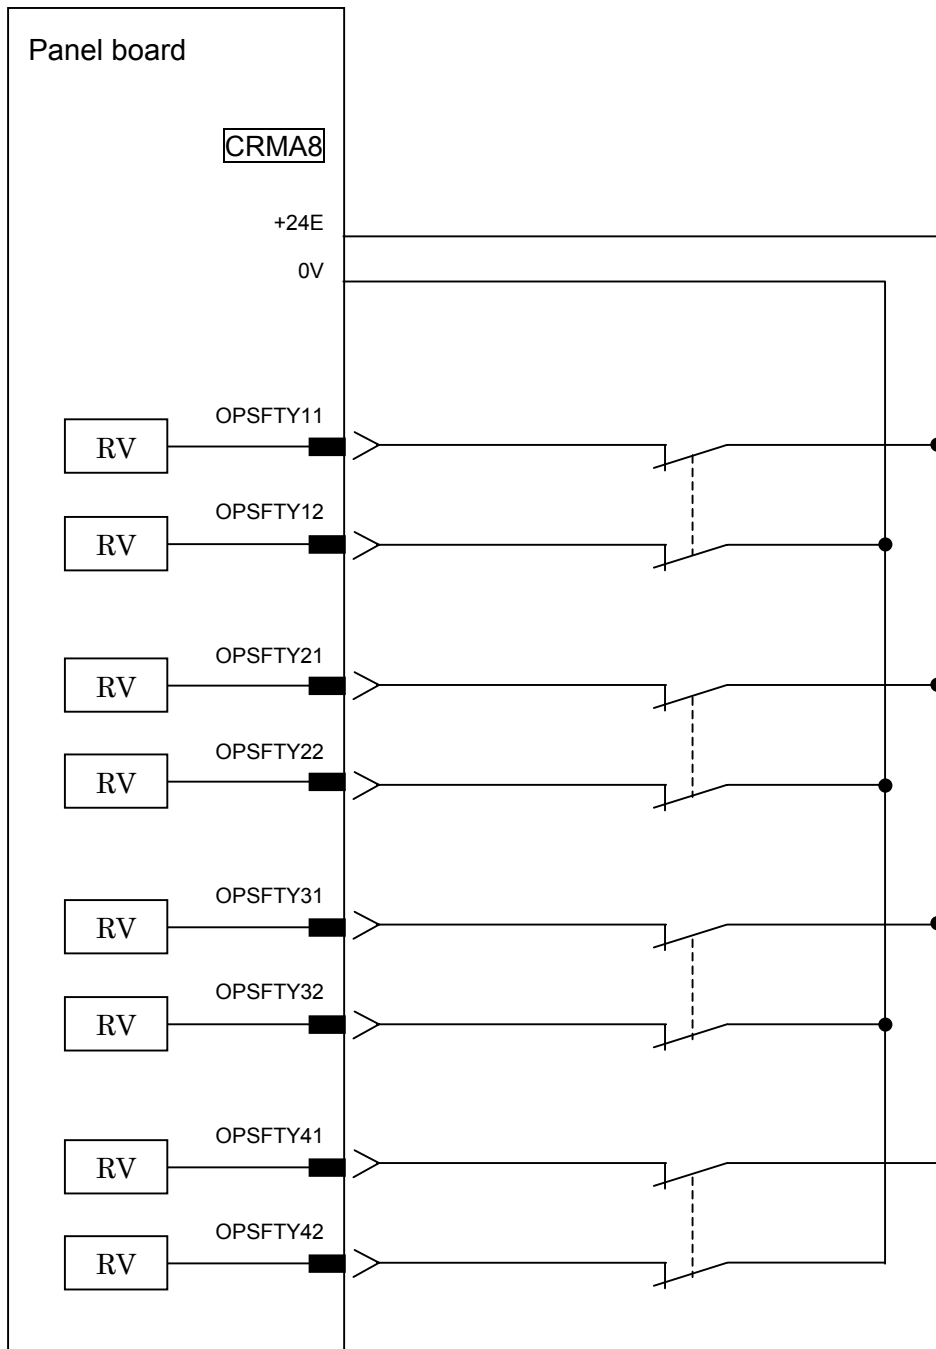 Panel board
CRMA8
+24E
0V
OPSFTY11
RV
OPSFTY12
RV
OPSFTY21
RV
OPSFTY22
RV
OPSFTY31
RV
OPSFTY32
RV
OPSFTY41
RV
OPSFTY42
RV